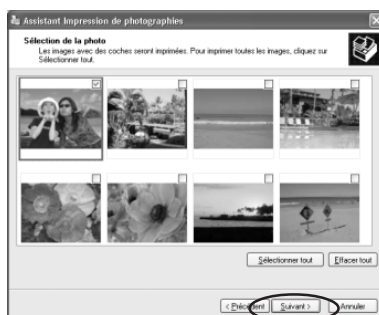 Assistant Impression de photographies
Sélection de la photo
Les images avec des coches seront imprimées. Pour imprimer toutes les images, cliquez sur
Sélectionner tout.
Sélectionner tout
Effacer tout
< Précédent
Suivant >
Annuler